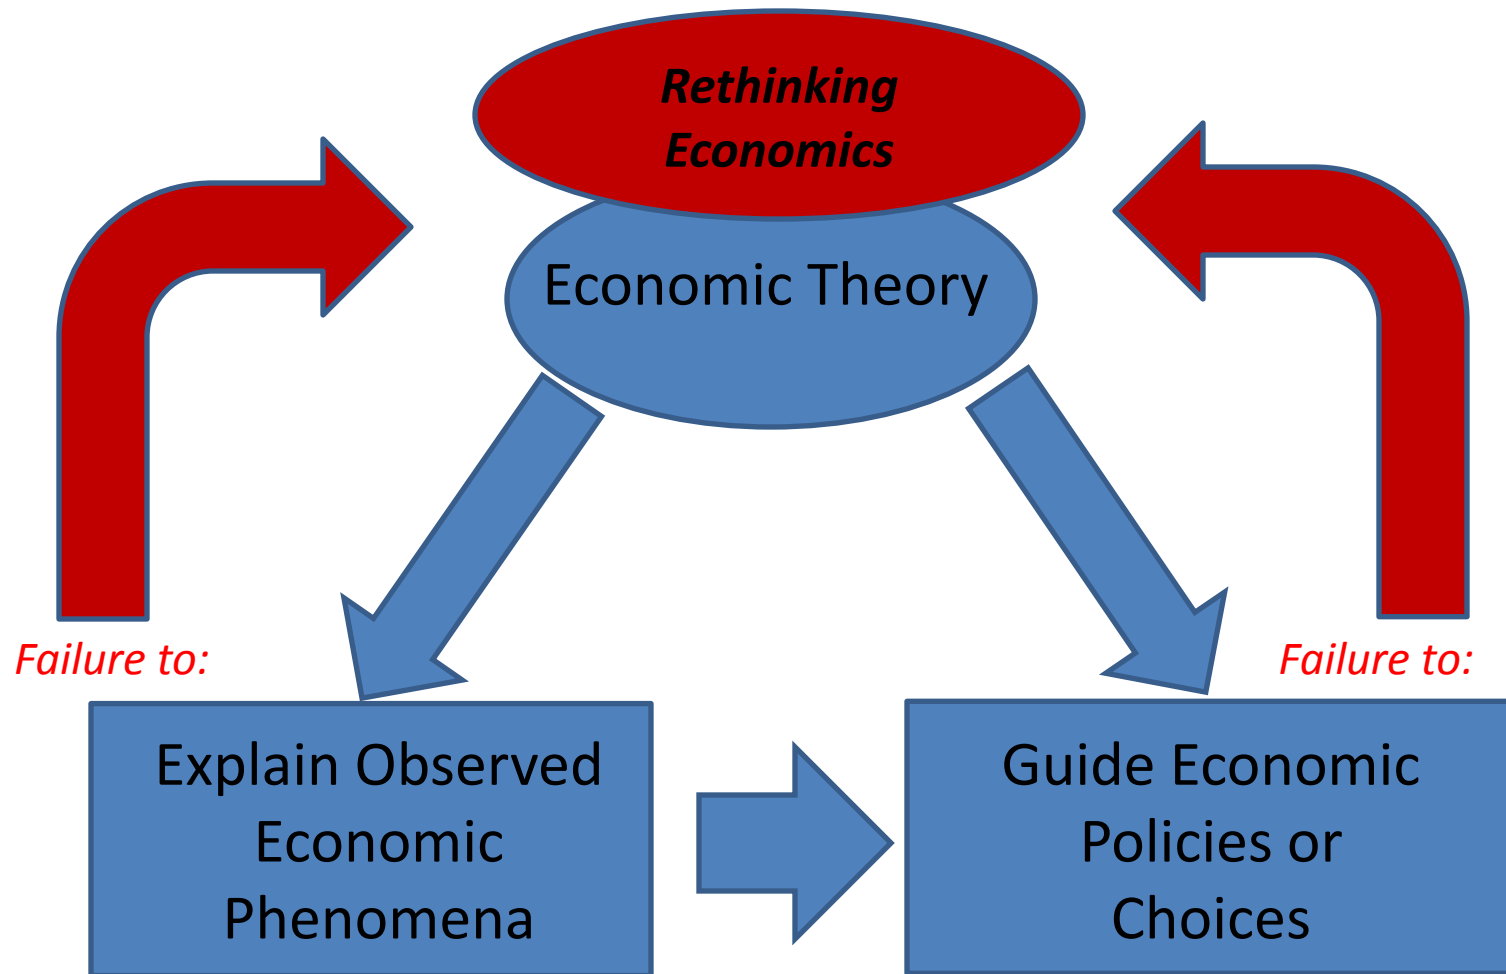 Rethinking
Economics
Economic Theory
Failure to:
Failure to:
Explain Observed
Economic
Phenomena
Guide Economic
Policies or
Choices